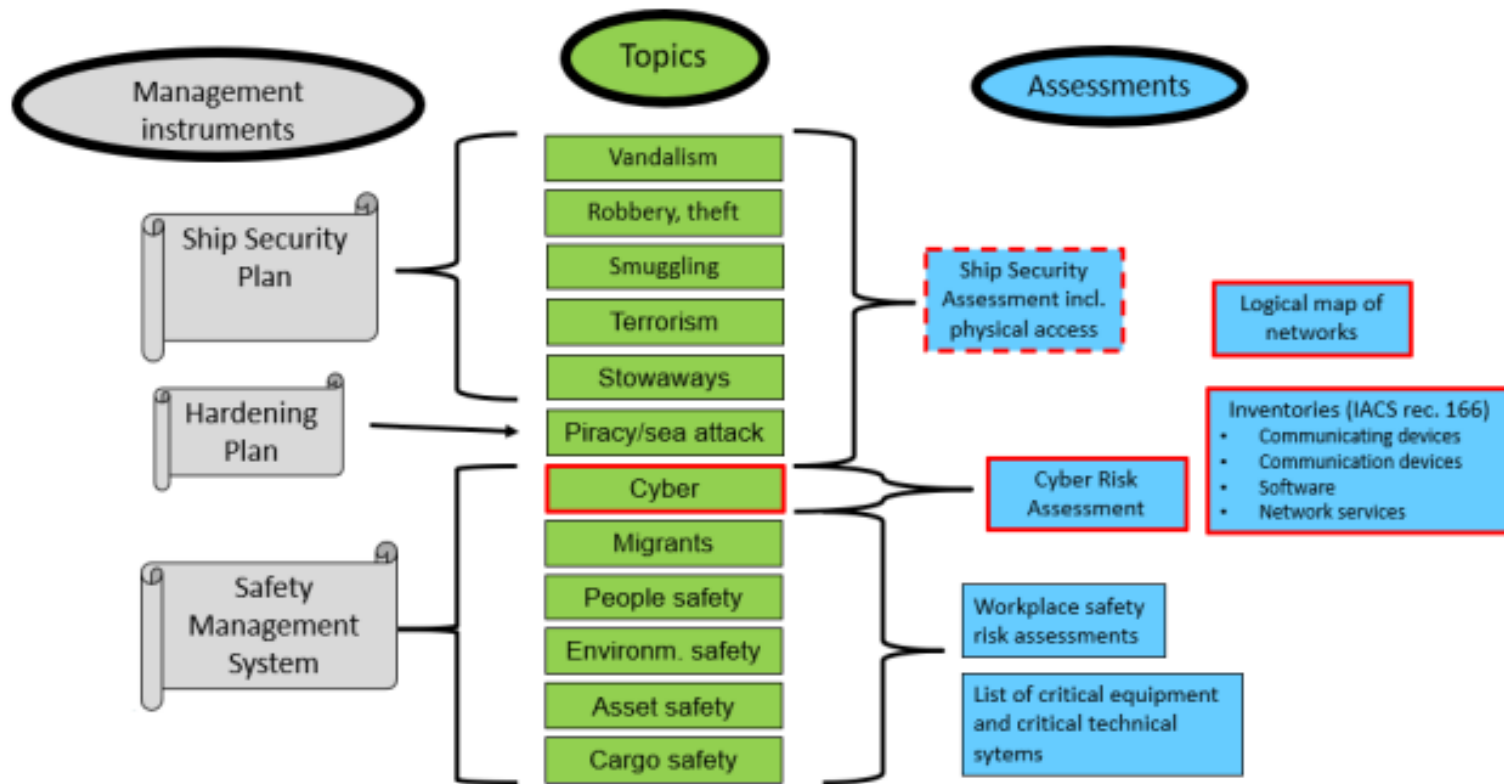 Management
instruments
Topics
Assessments
Ship Security
Plan
Hardening
Plan
Safety
Management
System
Vandalism
Robbery, theft
Smuggling
Terrorism
Stowaways
Piracy/sea attack
Cyber
Migrants
People safety
Environm. safety
Asset safety
Cargo safety
Ship Security
Assessment incl.
physical access
Logical map of
networks
Cyber Risk
Assessment
Inventories (IACS rec. 166)
• Communicating devices
• Communication devices
• Software
• Network services
Workplace safety
risk assessments
List of critical equipment
and critical technical
sytems